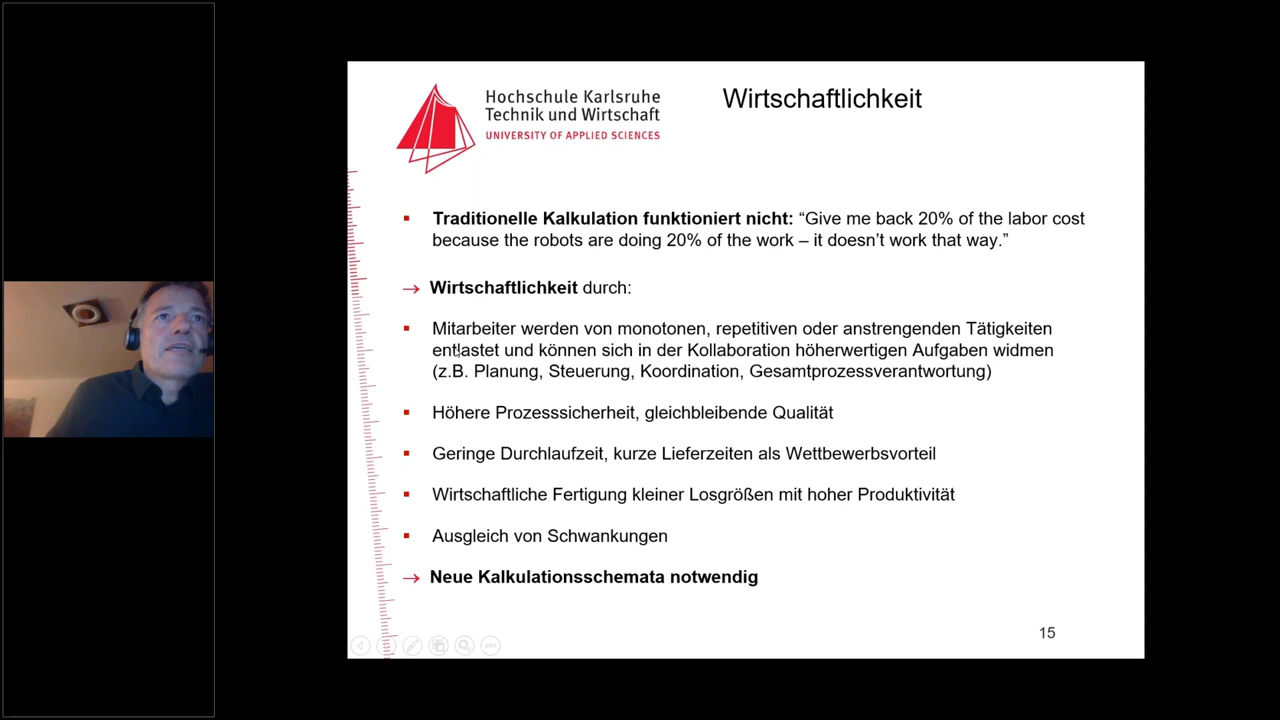 Hochschule Karlsruhe
Technik und Wirtschaft
UNIVERSITY OF APPLIED SCIENCES
Wirtschaftlichkeit
Traditionelle Kalkulation funktioniert nicht: “Give me back 20% of the labor cost
because the robots are doing 20% of the work – it doesn’t work that way.”
→ Wirtschaftlichkeit durch:
Mitarbeiter werden von monotonen, repetitiven oder anstrengenden Tätigkeiten
entlastet und können sich in der Kollaboration höherwertigen Aufgaben widmen
(z.B. Planung, Steuerung, Koordination, Gesamtprozessverantwortung)
Höhere Prozesssicherheit, gleichbleibende Qualität
Geringe Durchlaufzeit, kurze Lieferzeiten als Wettbewerbsvorteil
Wirtschaftliche Fertigung kleiner Losgrößen mit hoher Produktivität
Ausgleich von Schwankungen
→ Neue Kalkulationsschemata notwendig
15